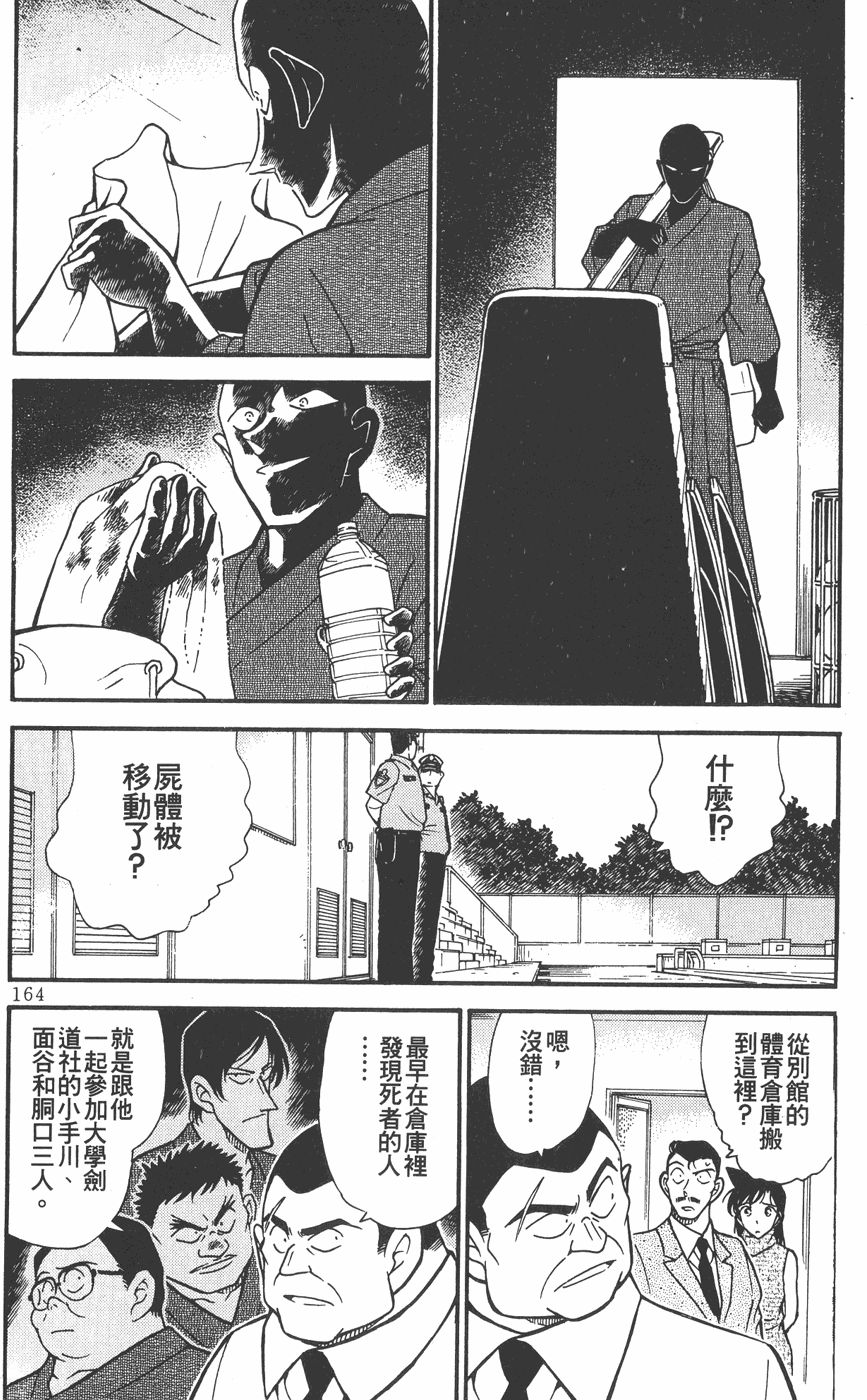 什麼!?
屍體被
移動了?
164
從別館的
體育倉庫搬
到這裡?
嗯，
沒錯……
最早在倉庫裡
發現死者的人
……
就是跟他
一起參加大學劍
道社的小手川、
面谷和胴口三人。